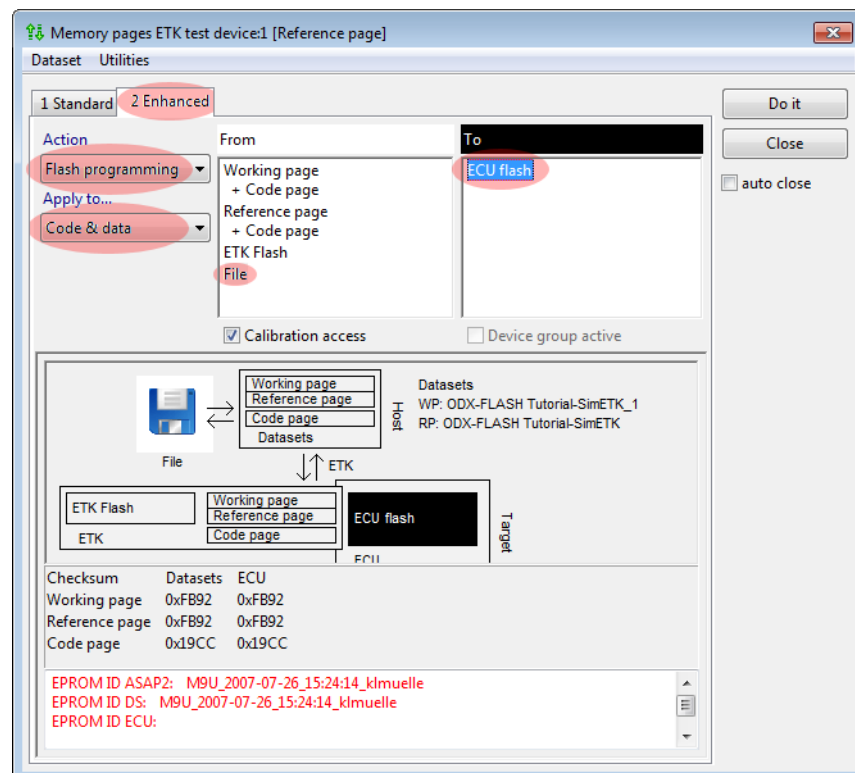 Memory pages ETK test device:1 [Reference page]
Dataset Utilities
1 Standard 2 Enhanced
Do it
Close
auto close
Action From To
Flash programming
Apply to...
Code & data
Working page
+ Code page
Reference page
+ Code page
ETK Flash
File
ECU flash
Calibration access Device group active
File
Working page
Reference page
Code page
Datasets
Host
Datasets
WP: ODX-FLASH Tutorial-SimETK_1
RP: ODX-FLASH Tutorial-SimETK
ETK
ETK Flash
ETK
Working page
Reference page
Code page
ECU flash
ECU
Target
Checksum Datasets ECU
Working page 0xFB92 0xFB92
Reference page 0xFB92 0xFB92
Code page 0x19CC 0x19CC
EPROM ID ASAP2: M9U_2007-07-26_15:24:14_klmuelle
EPROM ID DS: M9U_2007-07-26_15:24:14_klmuelle
EPROM ID ECU: